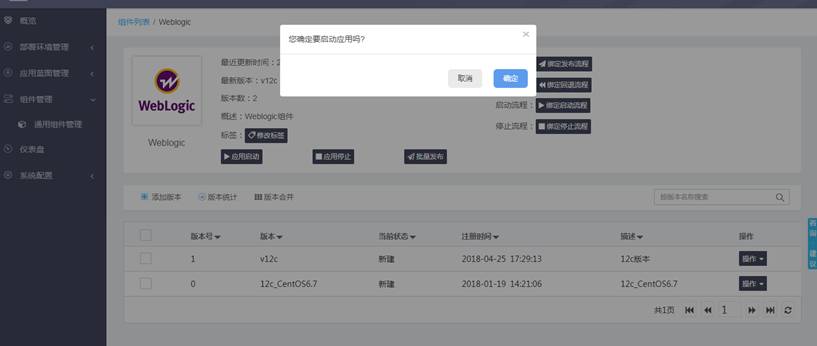 概览
部署环境管理
应用蓝图管理
组件管理
通用组件管理
仪表盘
系统配置
组件列表 / Weblogic
×
您确定要启动应用吗?
取消
确定
WebLogic
Weblogic
最近更新时间：2
最新版本：v12c
版本数：2
概述：Weblogic组件
标签：修改标签
应用启动 应用停止 批量发布
绑定发布流程
绑定回退流程
启动流程：绑定启动流程
停止流程：绑定停止流程
添加版本 版本统计 版本合并
按版本名称搜索
版本号 版本 当前状态 注册时间 描述 操作
1 v12c 新建 2018-04-25 17:29:13 12c版本 操作
0 12c_CentOS6.7 新建 2018-01-19 14:21:06 12c_CentOS6.7 操作
共1页 1
咨询
建议